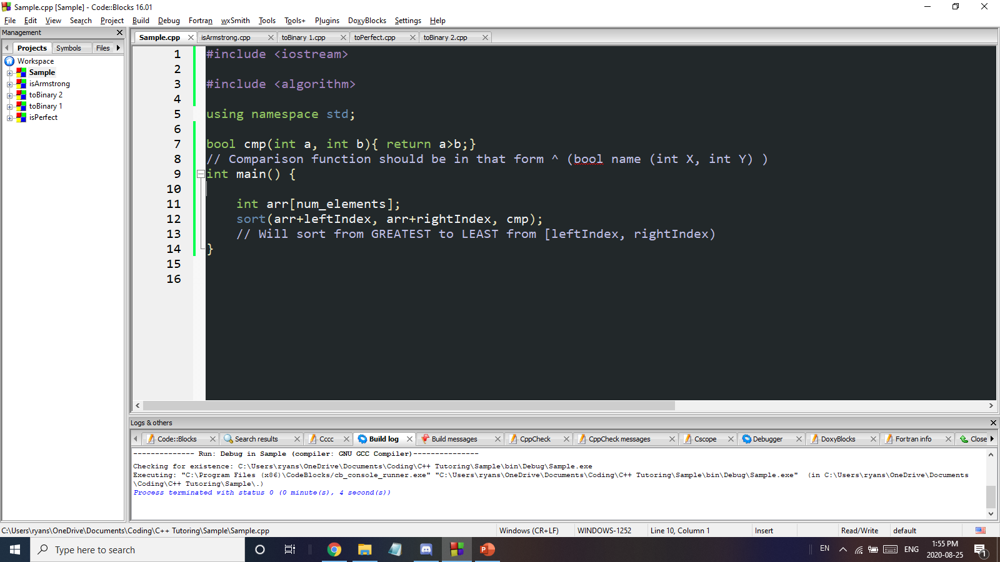 Sample.cpp [Sample] - Code::Blocks 16.01
File Edit View Search Project Build Debug Fortran wxSmith Tools Tools+ Plugins DoxyBlocks Settings Help
Management
Projects Symbols Files
Workspace
Sample
isArmstrong
toBinary 2
toBinary 1
isPerfect
Sample.cpp isArmstrong.cpp toBinary 1.cpp toPerfect.cpp toBinary 2.cpp
1 #include <iostream>
2
3 #include <algorithm>
4
5 using namespace std;
6
7 bool cmp(int a, int b){ return a>b;}
8 // Comparison function should be in that form ^ (bool name (int X, int Y) )
9 int main() {
10
11 int arr[num_elements];
12 sort(arr+leftIndex, arr+rightIndex, cmp);
13 // Will sort from GREATEST to LEAST from [leftIndex, rightIndex)
14 }
15
16
Logs & others
Code::Blocks Search results Cccc Build log Build messages CppCheck CppCheck messages Cscope Debugger DoxyBlocks Fortran info Close
-------------- Run: Debug in Sample (compiler: GNU GCC Compiler)---------------
Checking for existence: C:\Users\ryans\OneDrive\Documents\Coding\C++ Tutoring\Sample\bin\Debug\Sample.exe
Executing: "C:\Program Files (x86)\CodeBlocks/cb_console_runner.exe" "C:\Users\ryans\OneDrive\Documents\Coding\C++ Tutoring\Sample\bin\Debug\Sample.exe"  (in C:\Users\ryans\OneDrive\Documents
\Coding\C++ Tutoring\Sample\.)
Process terminated with status 0 (0 minute(s), 4 second(s))
C:\Users\ryans\OneDrive\Documents\Coding\C++ Tutoring\Sample\Sample.cpp Windows (CR+LF) WINDOWS-1252 Line 10, Column 1 Insert Read/Write default
Type here to search EN ENG 1:55 PM
2020-08-25 1